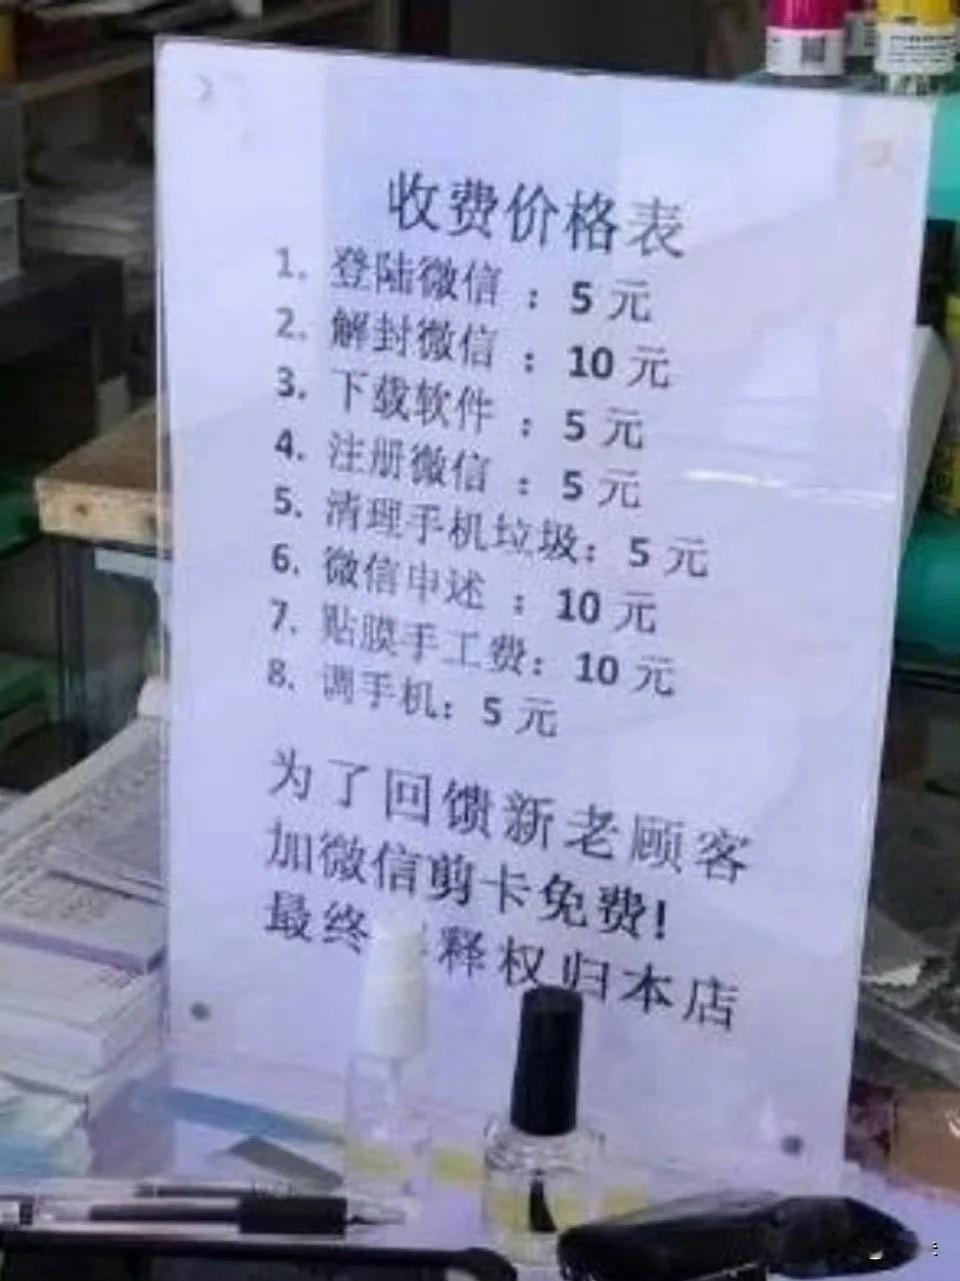 收费价格表
1. 登陆微信 : 5 元
2. 解封微信 : 10 元
3. 下载软件 : 5 元
4. 注册微信 : 5 元
5. 清理手机垃圾: 5 元
6. 微信申述 : 10 元
7. 贴膜手工费: 10 元
8. 调手机: 5 元
为了回馈新老顾客
加微信剪卡免费!
最终释权归本店